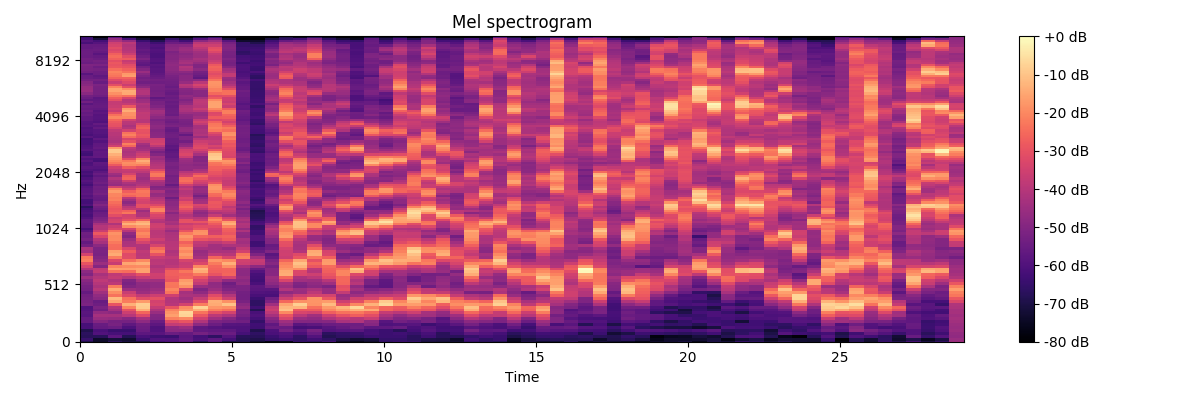 Mel spectrogram
8192
4096
2048
1024
512
0
Hz
0 5 10 15 20 25
Time
+0 dB
-10 dB
-20 dB
-30 dB
-40 dB
-50 dB
-60 dB
-70 dB
-80 dB